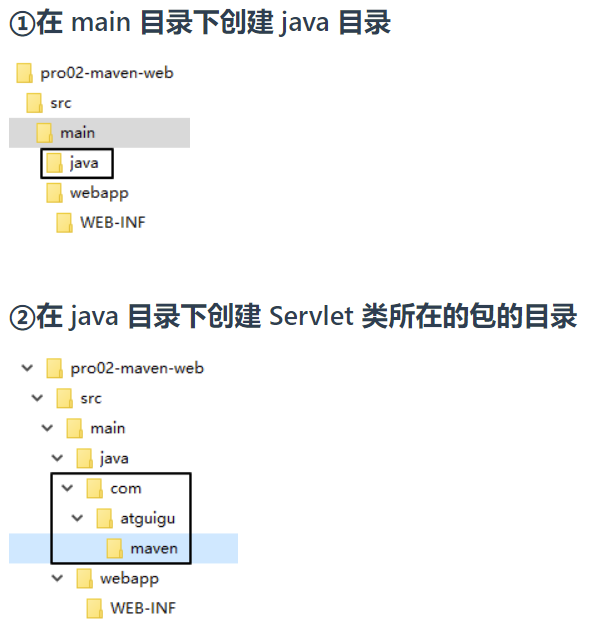 ①在 main 目录下创建 java 目录
pro02-maven-web
src
main
java
webapp
WEB-INF
②在 java 目录下创建 Servlet 类所在的包的目录
pro02-maven-web
src
main
java
com
atguigu
maven
webapp
WEB-INF